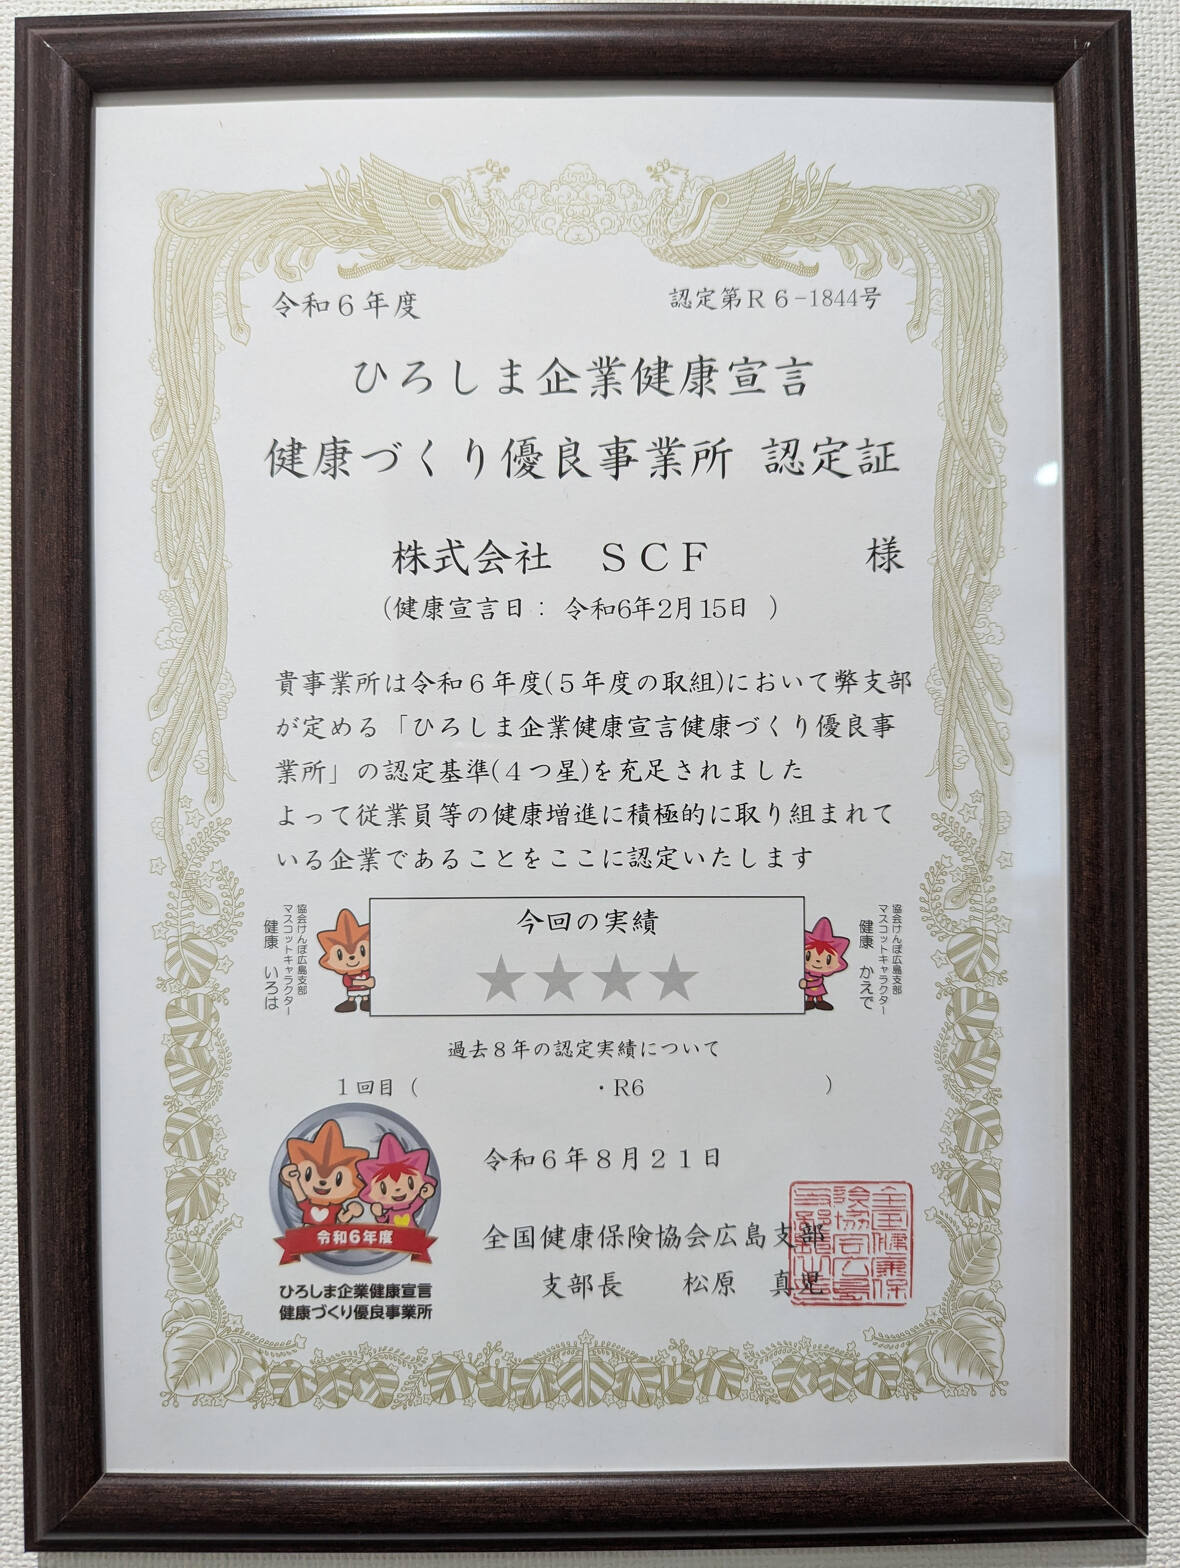 令和６年度
認定第Ｒ６-1844号
ひろしま企業健康宣言
健康づくり優良事業所 認定証
株式会社　ＳＣＦ　様
(健康宣言日： 令和6年2月15日 )
貴事業所は令和６年度(５年度の取組)において弊支部
が定める「ひろしま企業健康宣言健康づくり優良事
業所」の認定基準(４つ星)を充足されました
よって従業員等の健康増進に積極的に取り組まれて
いる企業であることをここに認定いたします
協会けんぽ広島支部
マスコットキャラクター
健康 いろは
今回の実績
★★★★
協会けんぽ広島支部
マスコットキャラクター
健康 かえで
過去８年の認定実績について
１回目 ( ・R6 )
令和６年度
ひろしま企業健康宣言
健康づくり優良事業所
令和６年８月２１日
全国健康保険協会広島支部
支部長　松原　真児